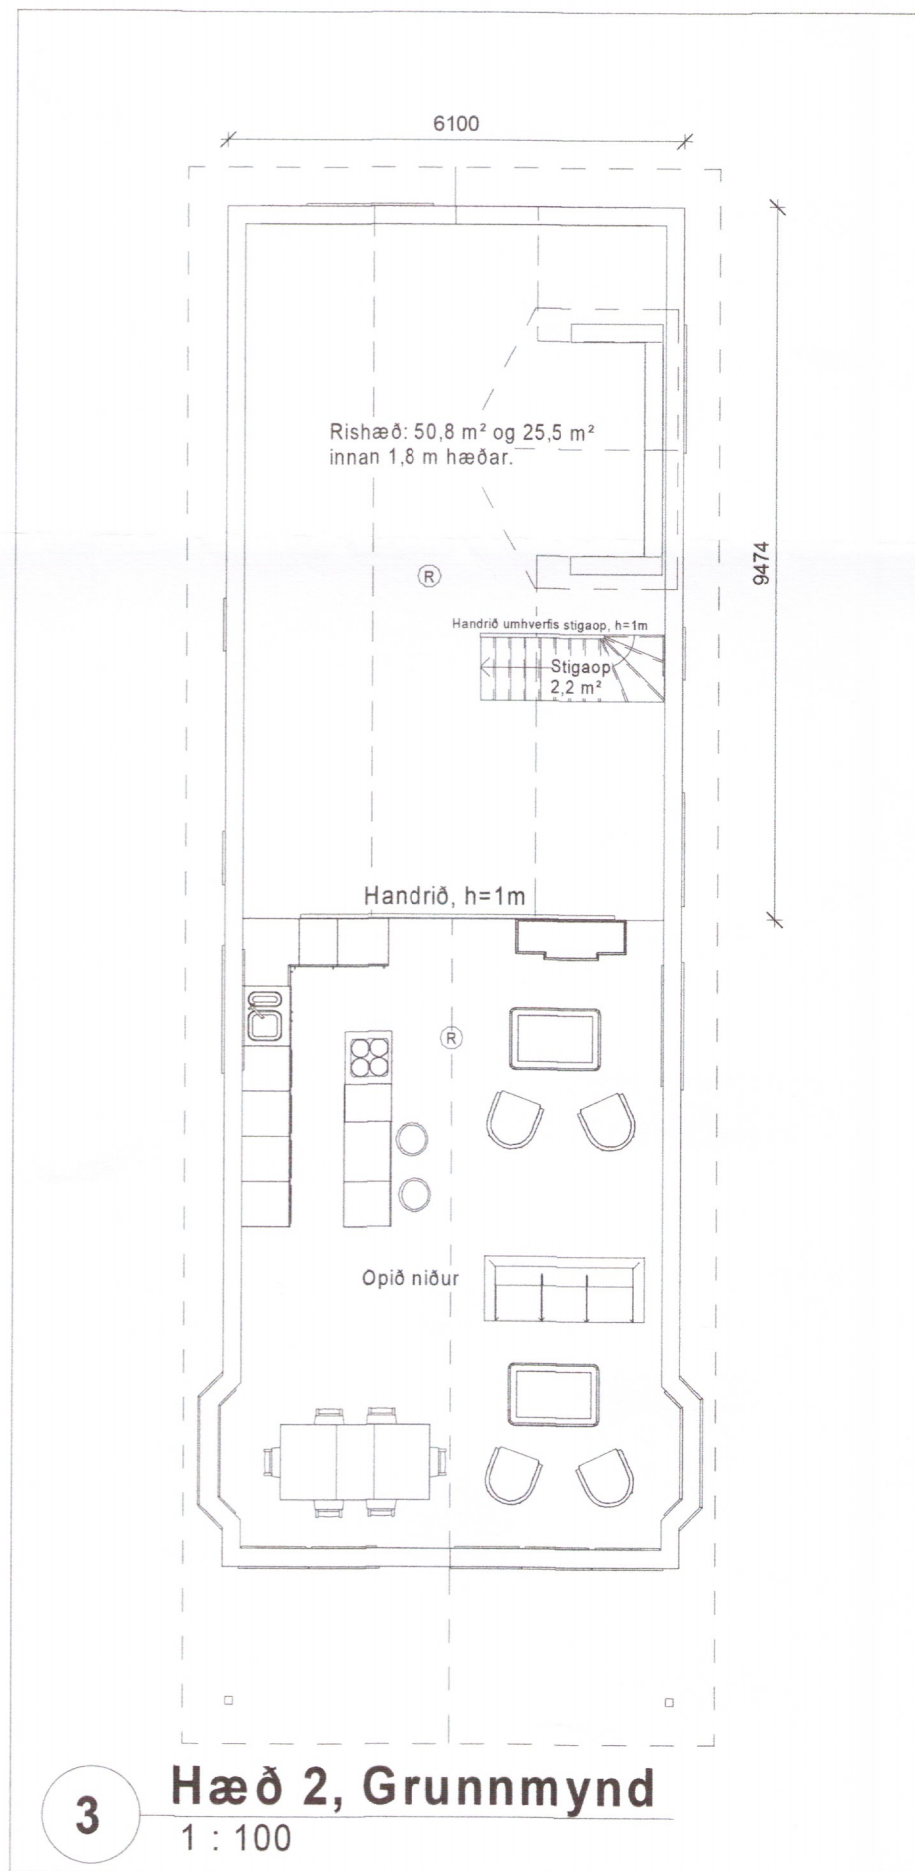 6100
Rishæð: 50,8 m² og 25,5 m²
innan 1,8 m hæðar.
9474
R
Handrið umhverfis stigaop, h=1m
Stigaop
2,2 m²
Handrið, h=1m
R
Opið niður
3
Hæð 2, Grunnmynd
1 : 100